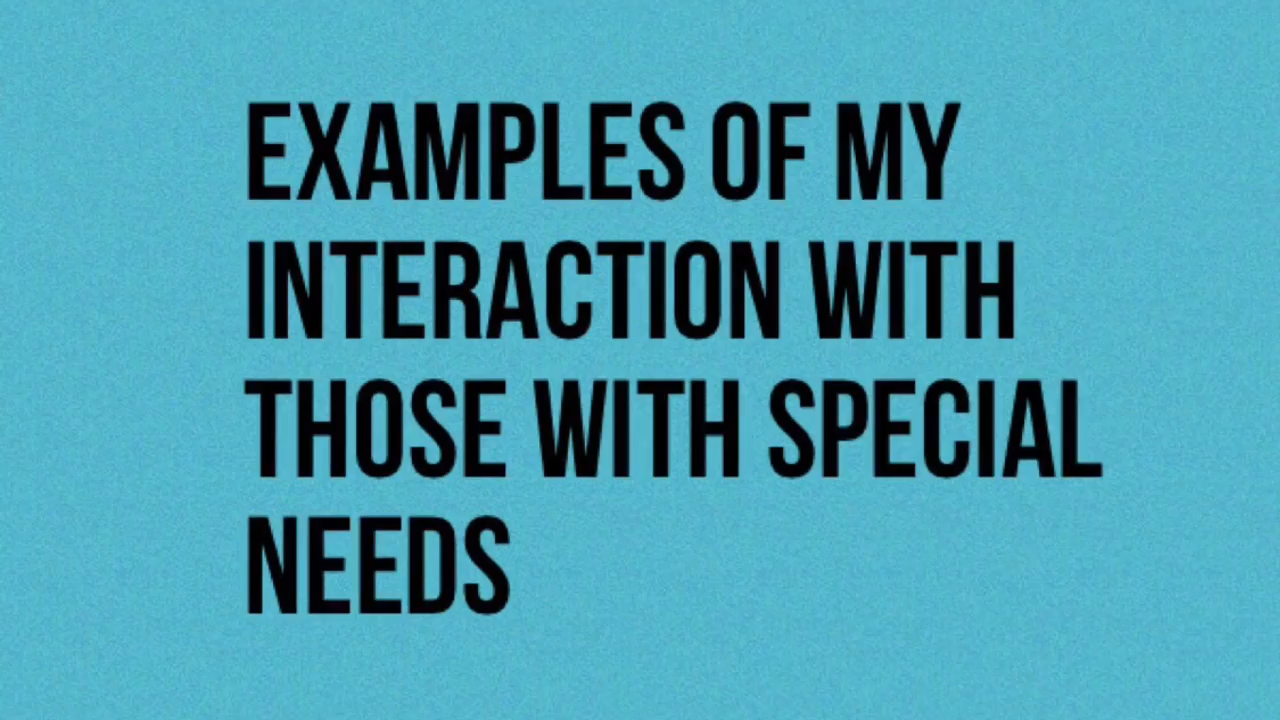 EXAMPLES OF MY
INTERACTION WITH
THOSE WITH SPECIAL
NEEDS